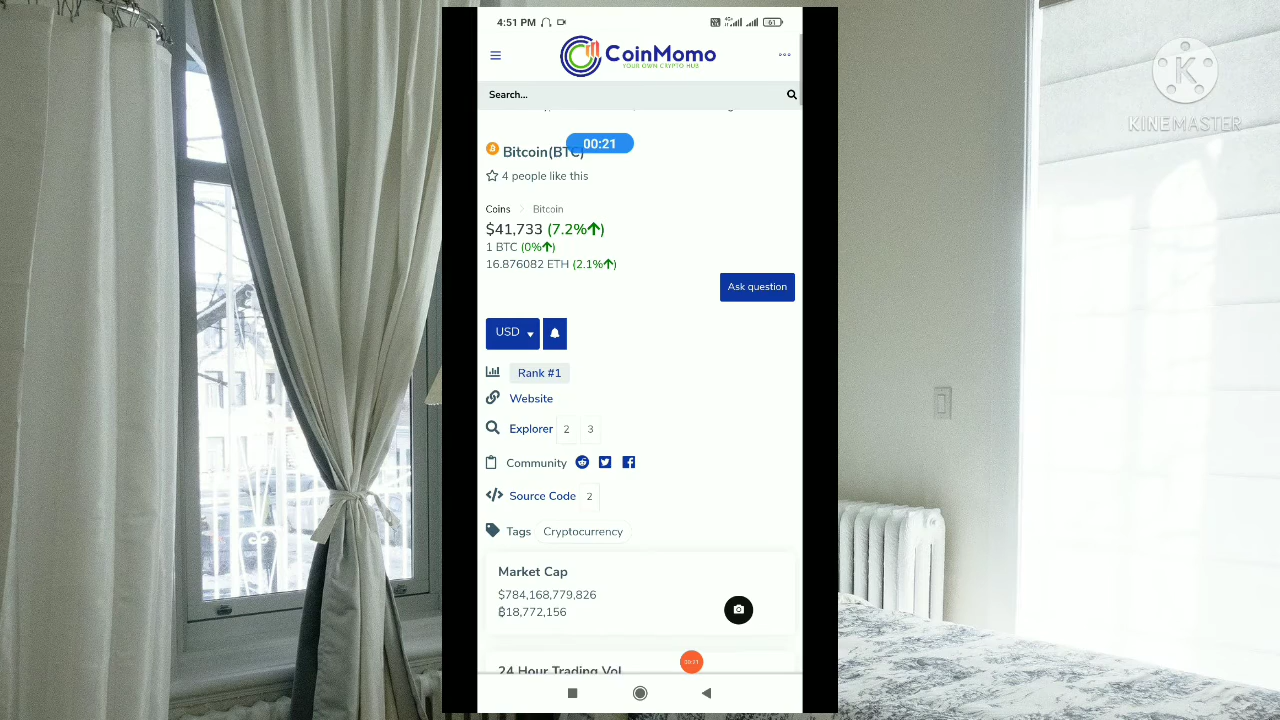 4:51 PM
61
CoinMomo
YOUR OWN CRYPTO HUB
Search...
KINEMASTER
00:21
Bitcoin(BTC)
4 people like this
Coins
Bitcoin
$41,733 (7.2%↑)
1 BTC (0%↑)
16.876082 ETH (2.1%↑)
Ask question
USD
Rank #1
Website
Explorer 2 3
Community
Source Code 2
Tags Cryptocurrency
Market Cap
$784,168,779,826
฿18,772,156
24 Hour Trading Vol
00:21